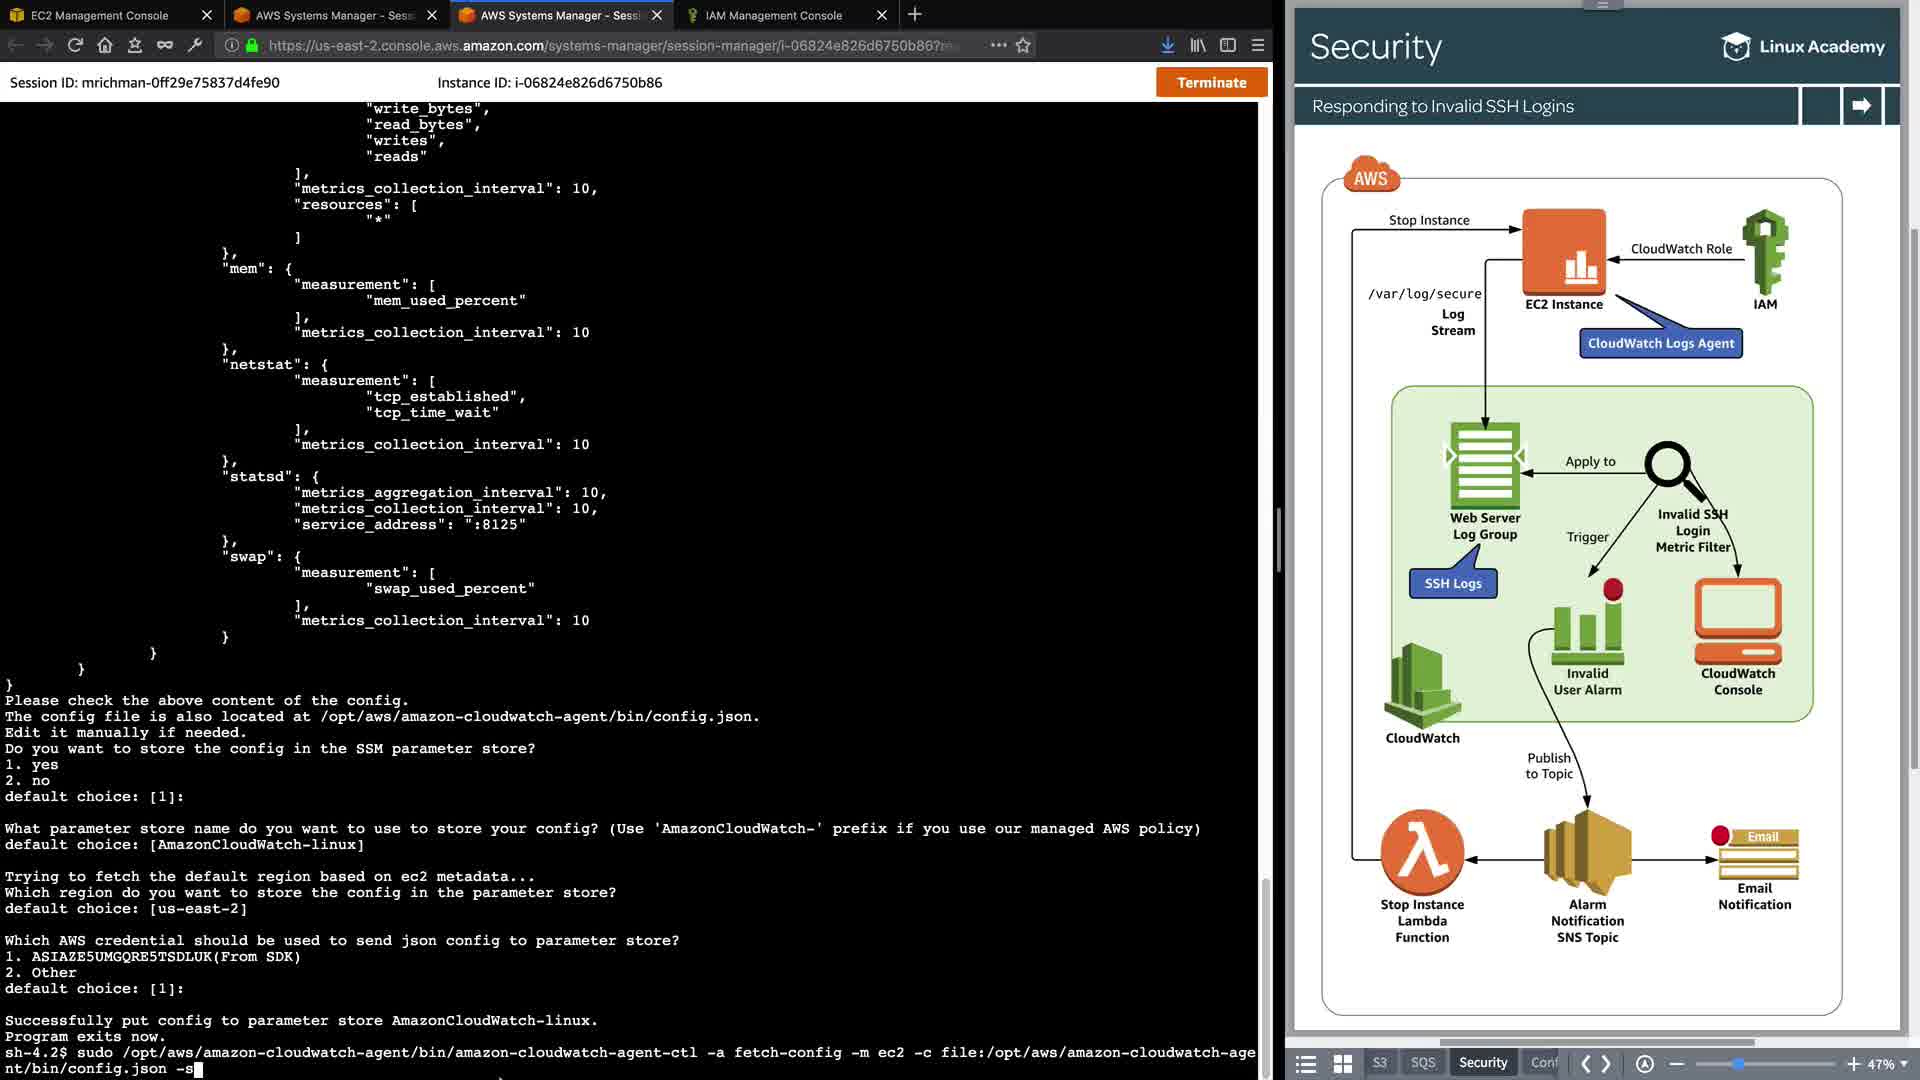 EC2 Management Console
AWS Systems Manager - Sess
AWS Systems Manager - Sessi
IAM Management Console
https://us-east-2.console.aws.amazon.com/systems-manager/session-manager/i-06824e826d6750b86?
Session ID: mrichman-0ff29e75837d4fe90
Instance ID: i-06824e826d6750b86
Terminate
"write_bytes",
"read_bytes",
"writes",
"reads"
],
"metrics_collection_interval": 10,
"resources": [
"*"
]
},
"mem": {
"measurement": [
"mem_used_percent"
],
"metrics_collection_interval": 10
},
"netstat": {
"measurement": [
"tcp_established",
"tcp_time_wait"
],
"metrics_collection_interval": 10
},
"statsd": {
"metrics_aggregation_interval": 10,
"metrics_collection_interval": 10,
"service_address": ":8125"
},
"swap": {
"measurement": [
"swap_used_percent"
],
"metrics_collection_interval": 10
}
}
}
}
Please check the above content of the config.
The config file is also located at /opt/aws/amazon-cloudwatch-agent/bin/config.json.
Edit it manually if needed.
Do you want to store the config in the SSM parameter store?
1. yes
2. no
default choice: [1]:
What parameter store name do you want to use to store your config? (Use 'AmazonCloudWatch-' prefix if you use our managed AWS policy)
default choice: [AmazonCloudWatch-linux]
Trying to fetch the default region based on ec2 metadata...
Which region do you want to store the config in the parameter store?
default choice: [us-east-2]
Which AWS credential should be used to send json config to parameter store?
1. ASIAZE5UMGQRE5TSDLUK(From SDK)
2. Other
default choice: [1]:
Successfully put config to parameter store AmazonCloudWatch-linux.
Program exits now.
sh-4.2$ sudo /opt/aws/amazon-cloudwatch-agent/bin/amazon-cloudwatch-agent-ctl -a fetch-config -m ec2 -c file:/opt/aws/amazon-cloudwatch-age
nt/bin/config.json -s
Security
Linux Academy
Responding to Invalid SSH Logins
AWS
Stop Instance
CloudWatch Role
EC2 Instance
IAM
/var/log/secure
Log
Stream
CloudWatch Logs Agent
Apply to
Web Server
Log Group
Invalid SSH
Login
Metric Filter
Trigger
SSH Logs
Invalid
User Alarm
CloudWatch
Console
CloudWatch
Publish
to Topic
Email
Stop Instance
Lambda
Function
Alarm
Notification
SNS Topic
Email
Notification
S3
SQS
Security
47%